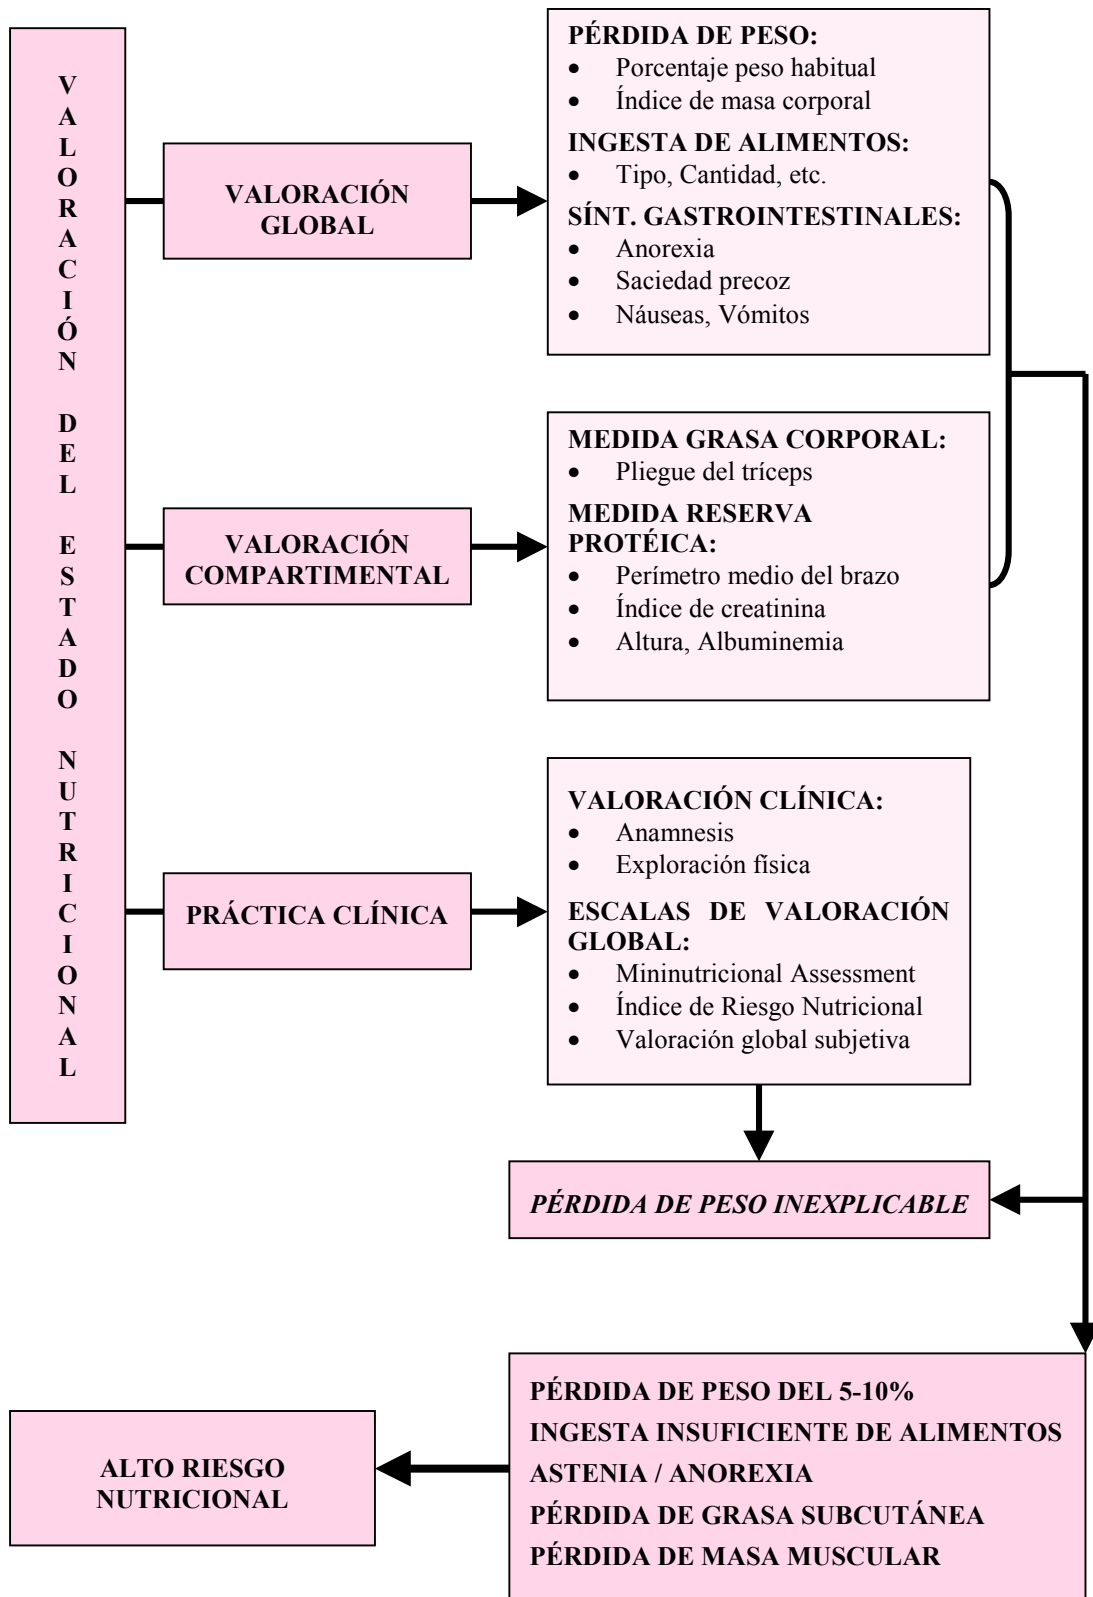 VALORACIÓN DEL ESTADO NUTRICIONAL
VALORACIÓN
GLOBAL
PÉRDIDA DE PESO:
• Porcentaje peso habitual
• Índice de masa corporal
INGESTA DE ALIMENTOS:
• Tipo, Cantidad, etc.
SÍNT. GASTROINTESTINALES:
• Anorexia
• Saciedad precoz
• Náuseas, Vómitos
VALORACIÓN
COMPARTIMENTAL
MEDIDA GRASA CORPORAL:
• Pliegue del tríceps
MEDIDA RESERVA
PROTÉICA:
• Perímetro medio del brazo
• Índice de creatinina
• Altura, Albuminemia
PRÁCTICA CLÍNICA
VALORACIÓN CLÍNICA:
• Anamnesis
• Exploración física
ESCALAS DE VALORACIÓN
GLOBAL:
• Mininutricional Assessment
• Índice de Riesgo Nutricional
• Valoración global subjetiva
PÉRDIDA DE PESO INEXPLICABLE
PÉRDIDA DE PESO DEL 5-10%
INGESTA INSUFICIENTE DE ALIMENTOS
ASTENIA / ANOREXIA
PÉRDIDA DE GRASA SUBCUTÁNEA
PÉRDIDA DE MASA MUSCULAR
ALTO RIESGO
NUTRICIONAL